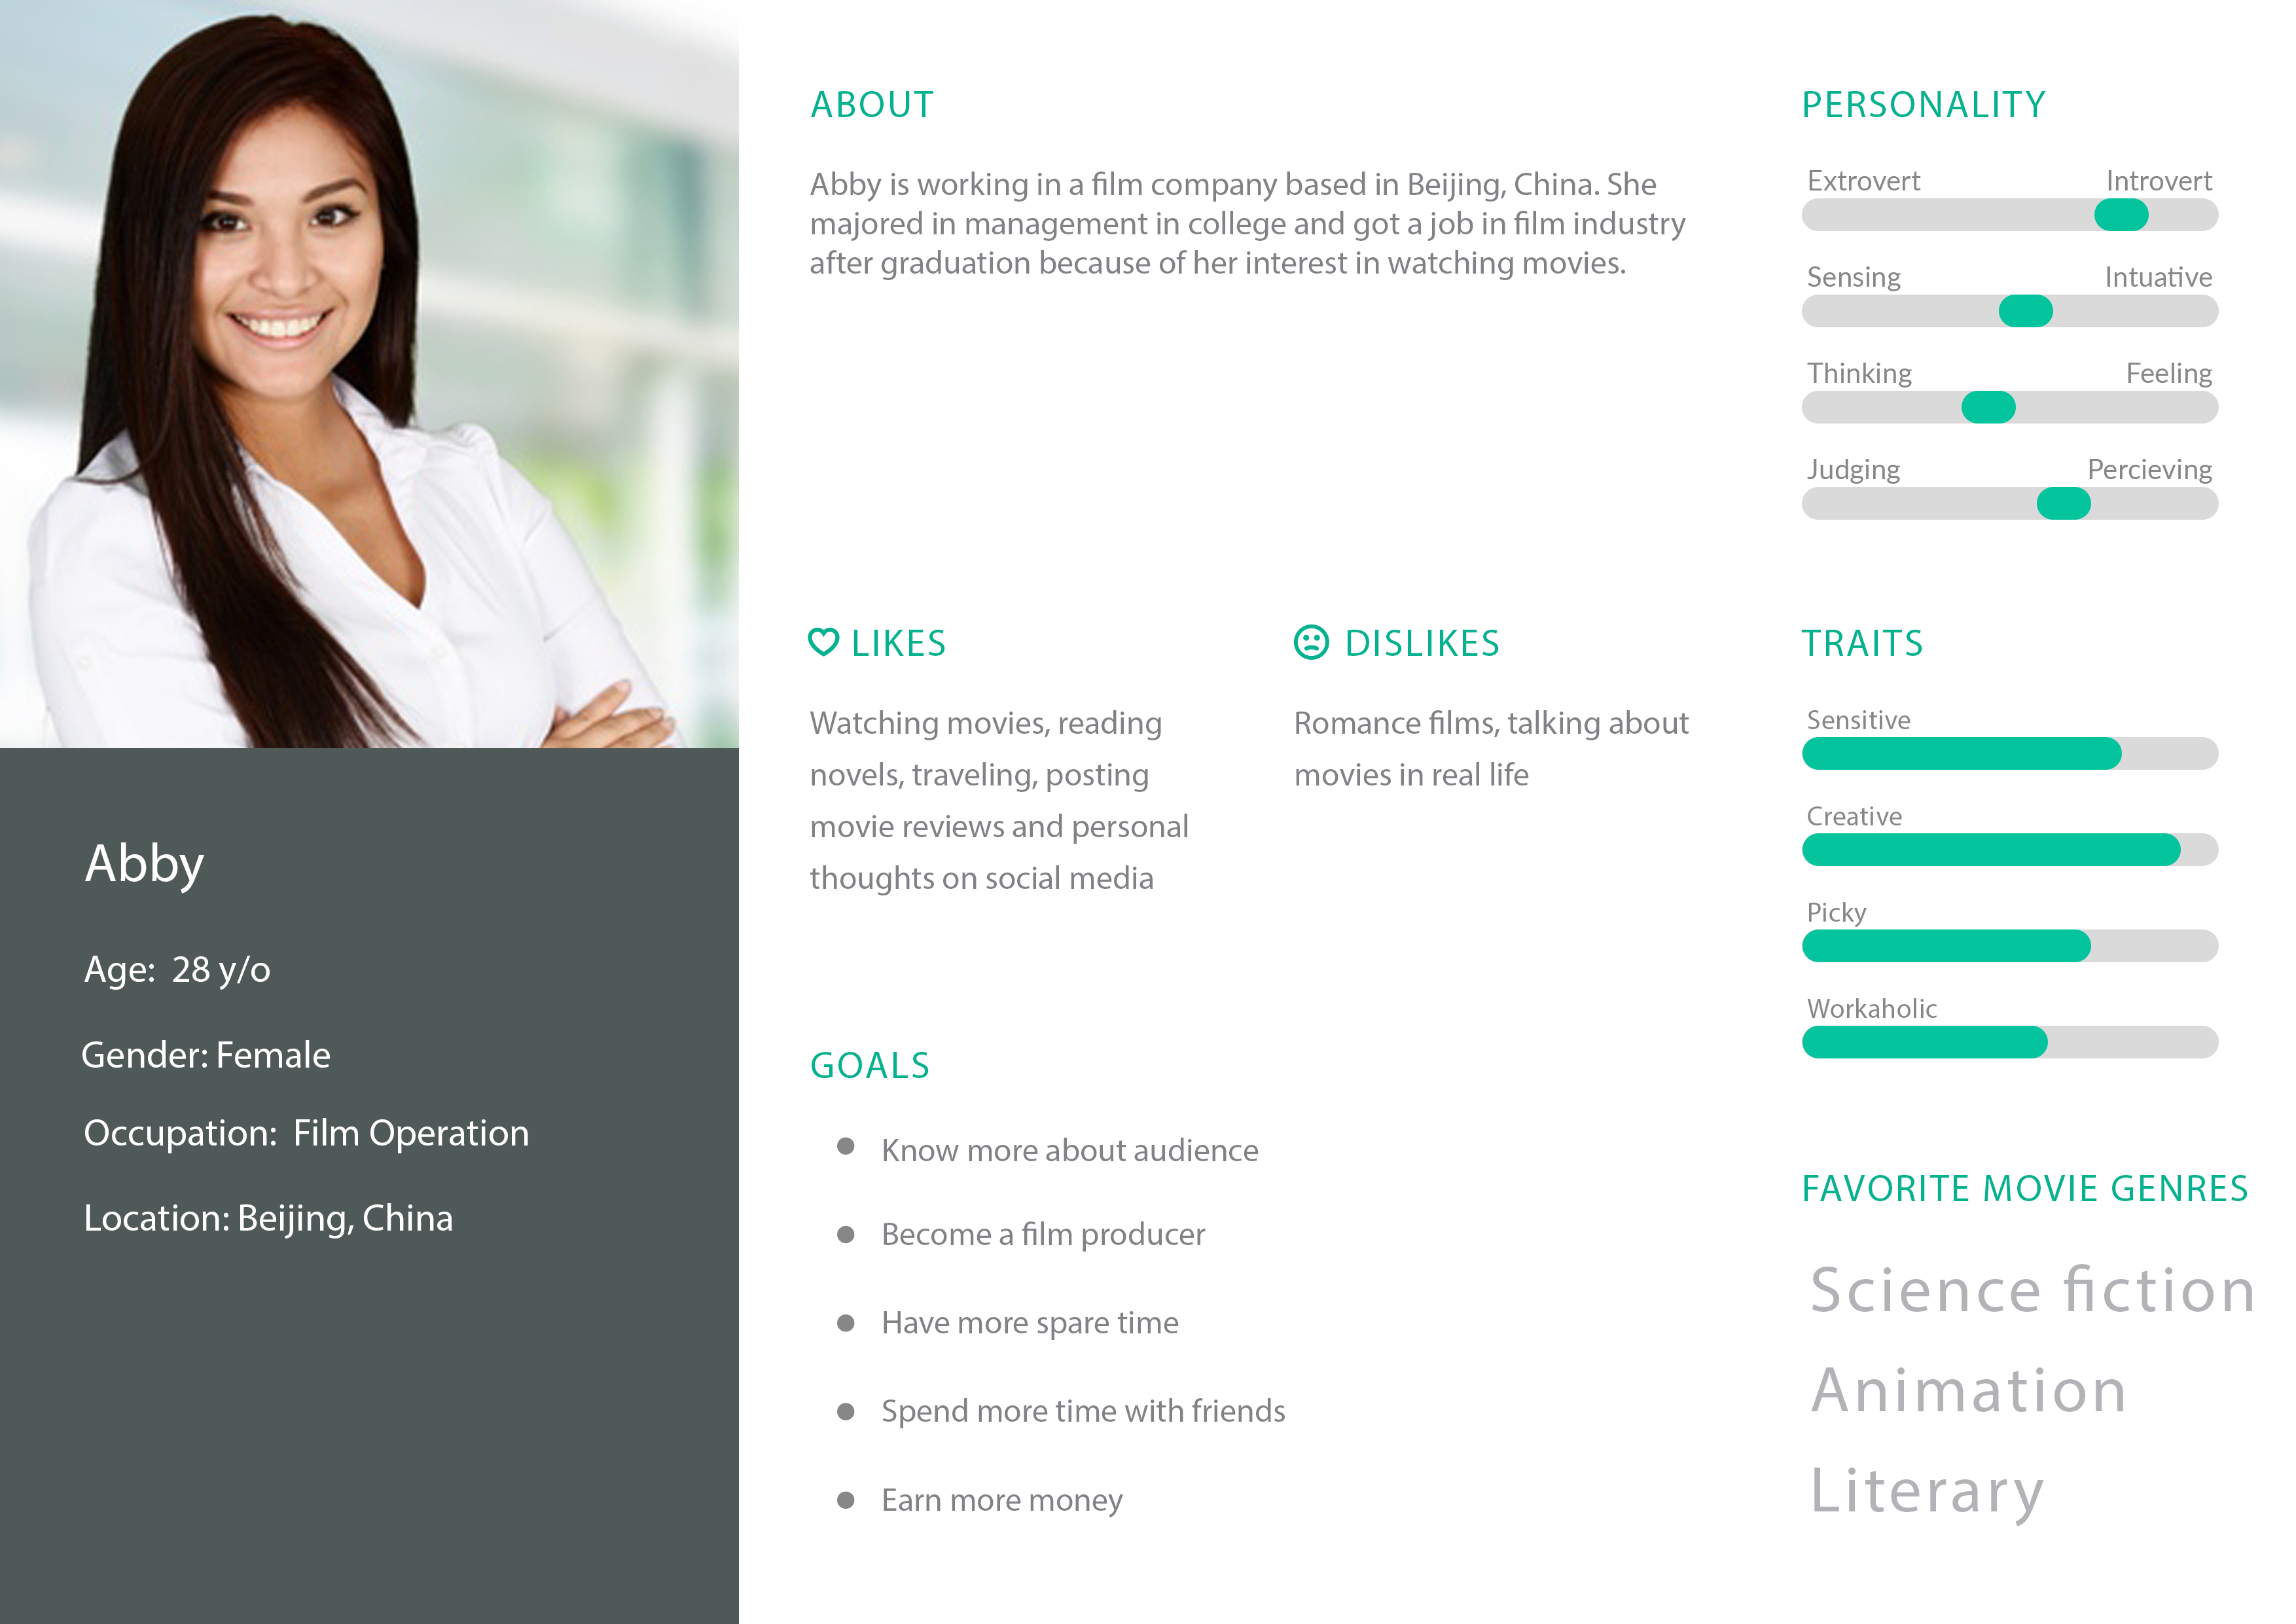 Abby
Age: 28 y/o
Gender: Female
Occupation: Film Operation
Location: Beijing, China
ABOUT
Abby is working in a film company based in Beijing, China. She
majored in management in college and got a job in film industry
after graduation because of her interest in watching movies.
LIKES
Watching movies, reading
novels, traveling, posting
movie reviews and personal
thoughts on social media
DISLIKES
Romance films, talking about
movies in real life
GOALS
Know more about audience
Become a film producer
Have more spare time
Spend more time with friends
Earn more money
PERSONALITY
Extrovert Introvert
Sensing Intuative
Thinking Feeling
Judging Percieving
TRAITS
Sensitive
Creative
Picky
Workaholic
FAVORITE MOVIE GENRES
Science fiction
Animation
Literary